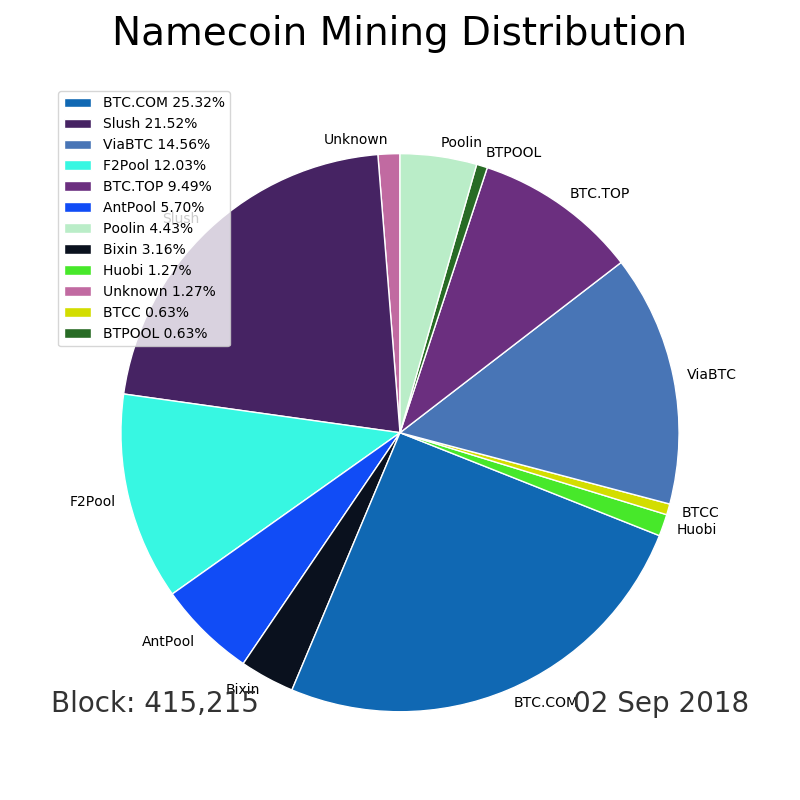 Namecoin Mining Distribution
BTC.COM 25.32%
Slush 21.52%
ViaBTC 14.56%
F2Pool 12.03%
BTC.TOP 9.49%
AntPool 5.70%
Poolin 4.43%
Bixin 3.16%
Huobi 1.27%
Unknown 1.27%
BTCC 0.63%
BTPOOL 0.63%
Unknown
Poolin
BTPOOL
BTC.TOP
Slush
ViaBTC
F2Pool
BTCC
Huobi
AntPool
Bixin
BTC.COM
Block: 415,215
02 Sep 2018